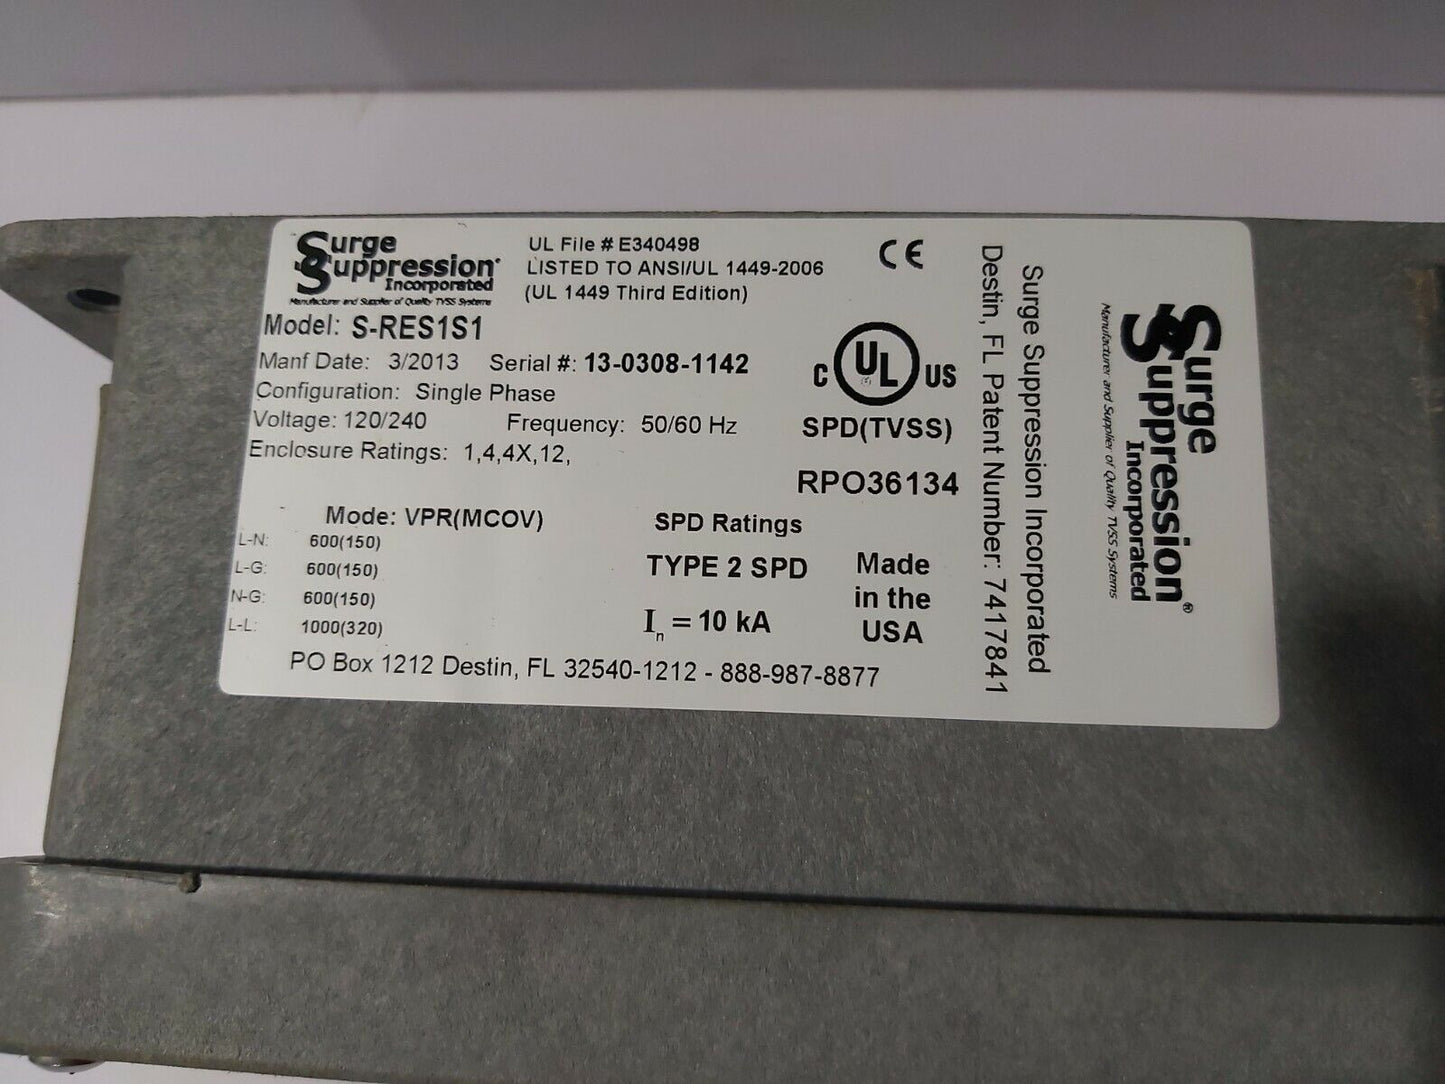 Surge
Suppression®
Incorporated
Manufacturer and Supplier of Quality TVSS Systems
UL File # E340498
LISTED TO ANSI/UL 1449-2006
(UL 1449 Third Edition)
CE
Model: S-RES1S1
Manf Date: 3/2013 Serial #: 13-0308-1142
Configuration: Single Phase
Voltage: 120/240 Frequency: 50/60 Hz
Enclosure Ratings: 1,4,4X,12,
C UL US
SPD(TVSS)
RPO36134
Mode: VPR(MCOV)
L-N: 600(150)
L-G: 600(150)
N-G: 600(150)
L-L: 1000(320)
SPD Ratings
TYPE 2 SPD
In = 10 kA
Made
in the
USA
PO Box 1212 Destin, FL 32540-1212 - 888-987-8877
Surge Suppression Incorporated
Destin, FL Patent Number: 7417841
Surge
Suppression®
Incorporated
Manufacturer and Supplier of Quality TVSS Systems